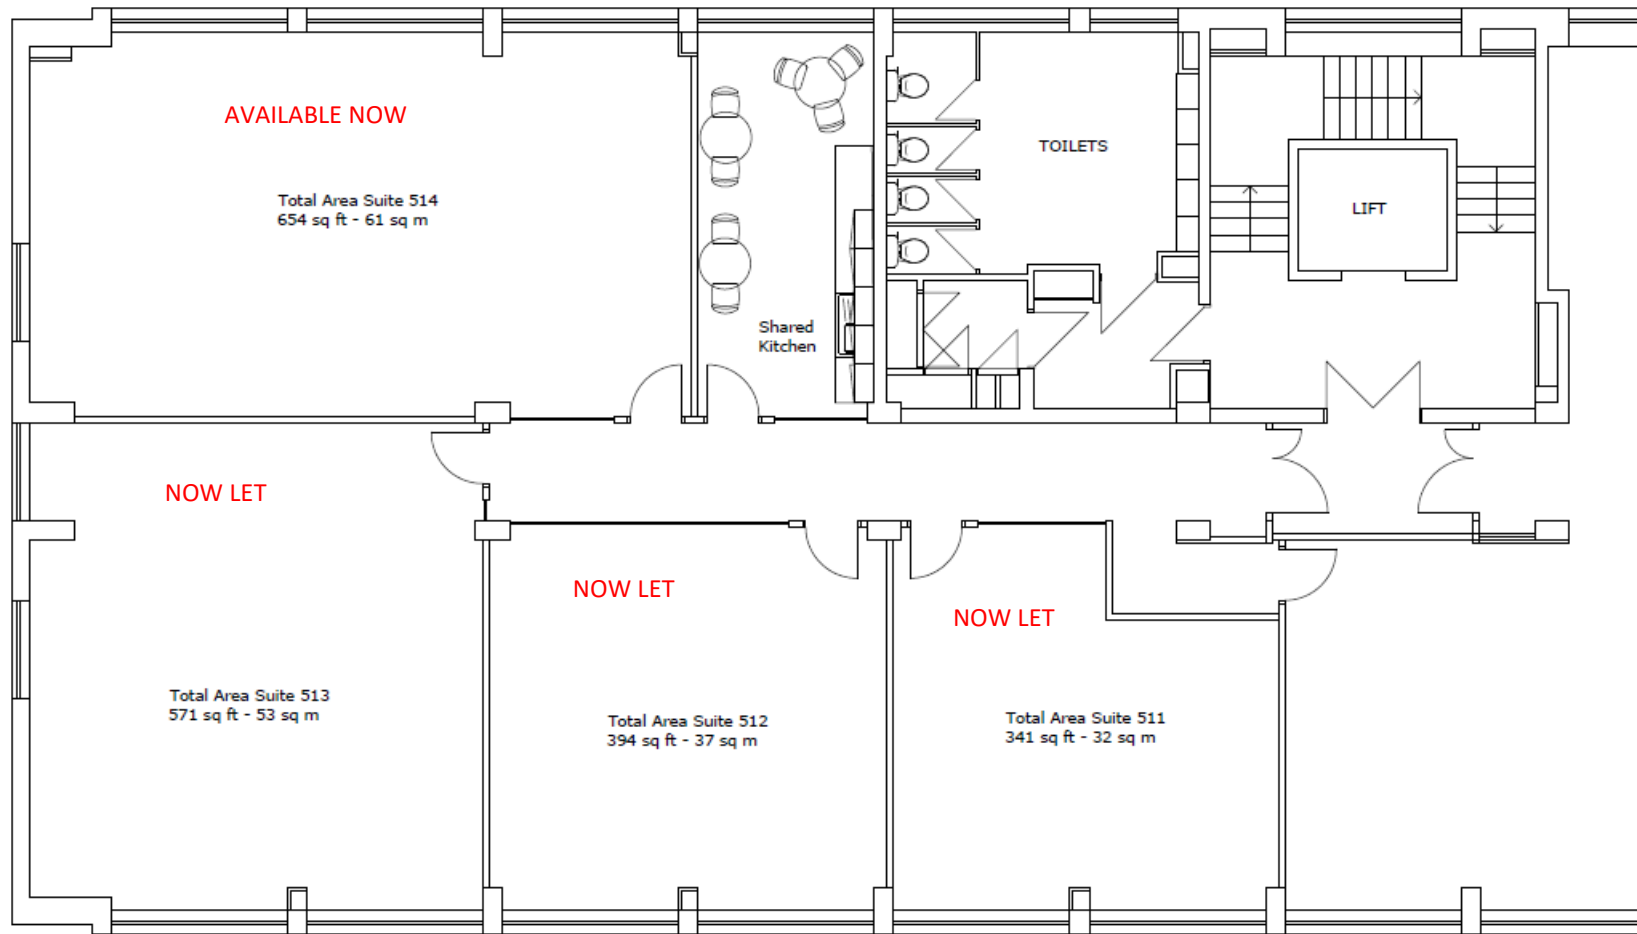 AVAILABLE NOW
Total Area Suite 514
654 sq ft - 61 sq m
Shared
Kitchen
TOILETS
LIFT
NOW LET
Total Area Suite 513
571 sq ft - 53 sq m
NOW LET
Total Area Suite 512
394 sq ft - 37 sq m
NOW LET
Total Area Suite 511
341 sq ft - 32 sq m